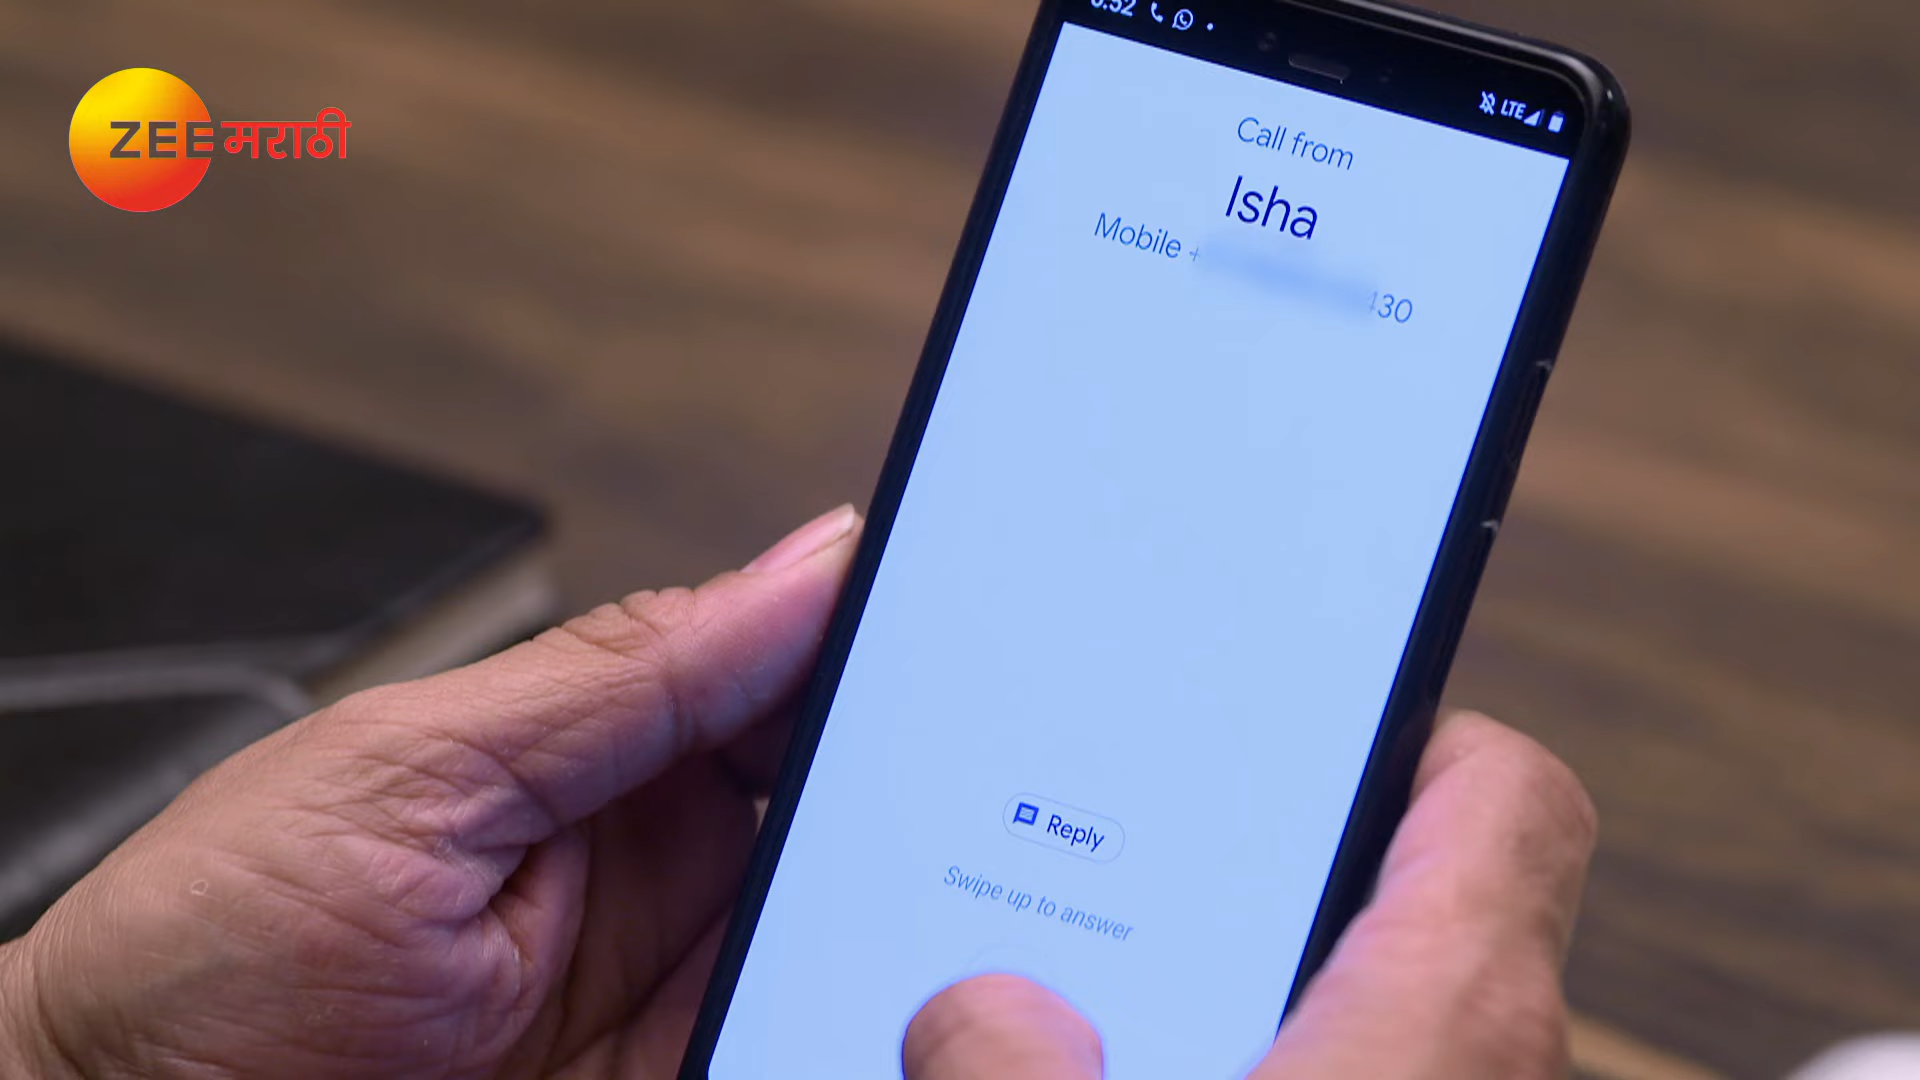 ZEE मराठी
LTE
Call from
Isha
Mobile +
430
Reply
Swipe up to answer